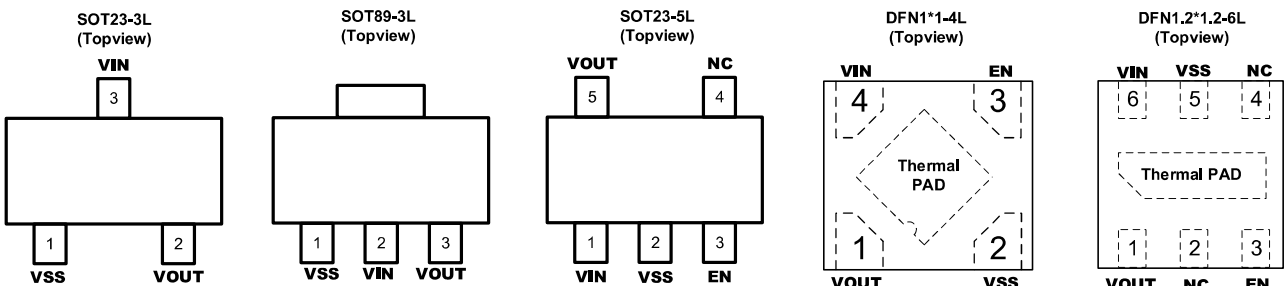 SOT23-3L
(Topview)
VIN
3
1
2
VSS
VOUT
SOT89-3L
(Topview)
1
2
3
VSS
VIN
VOUT
SOT23-5L
(Topview)
VOUT
NC
5
4
1
2
3
VIN
VSS
EN
DFN1*1-4L
(Topview)
VIN
EN
4
3
Thermal
PAD
1
2
VOUT
VSS
DFN1.2*1.2-6L
(Topview)
VIN
VSS
NC
6
5
4
Thermal PAD
1
2
3
VOUT
NC
EN